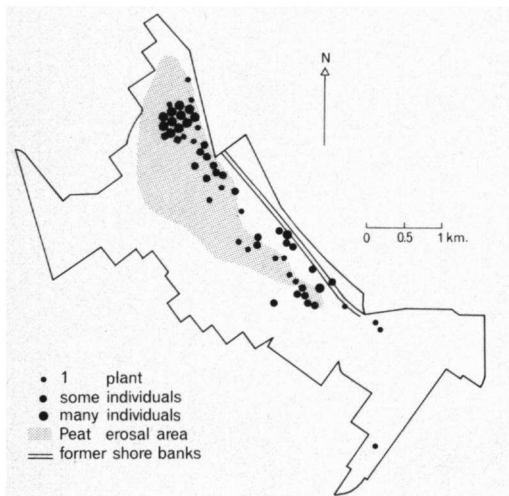 N
0 0.5 1 km.
1 plant
some individuals
many individuals
Peat erosal area
former shore banks